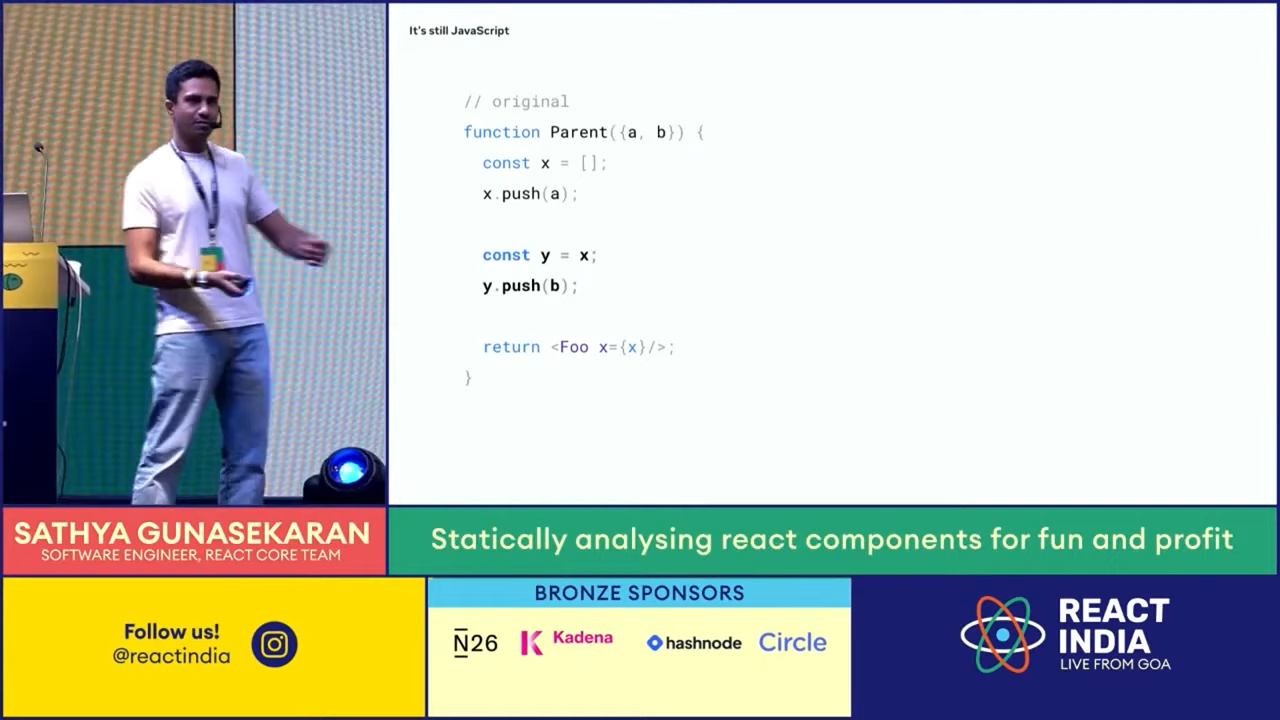 It's still JavaScript
// original
function Parent({a, b}) {
const x = [];
x.push(a);
const y = x;
y.push(b);
return <Foo x={x}/>;
}
SATHYA GUNASEKARAN
SOFTWARE ENGINEER, REACT CORE TEAM
Statically analysing react components for fun and profit
Follow us!
@reactindia
BRONZE SPONSORS
N26
Kadena
hashnode
Circle
REACT
INDIA
LIVE FROM GOA